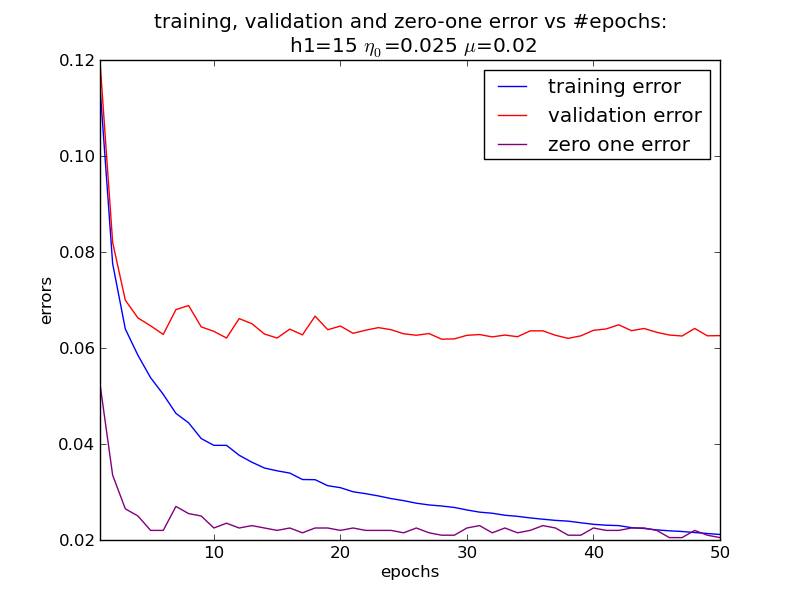 training, validation and zero-one error vs #epochs:
h1=15 η₀=0.025 μ=0.02
0.12
training error
validation error
zero one error
0.10
0.08
errors
0.06
0.04
0.02
10
20
30
40
50
epochs